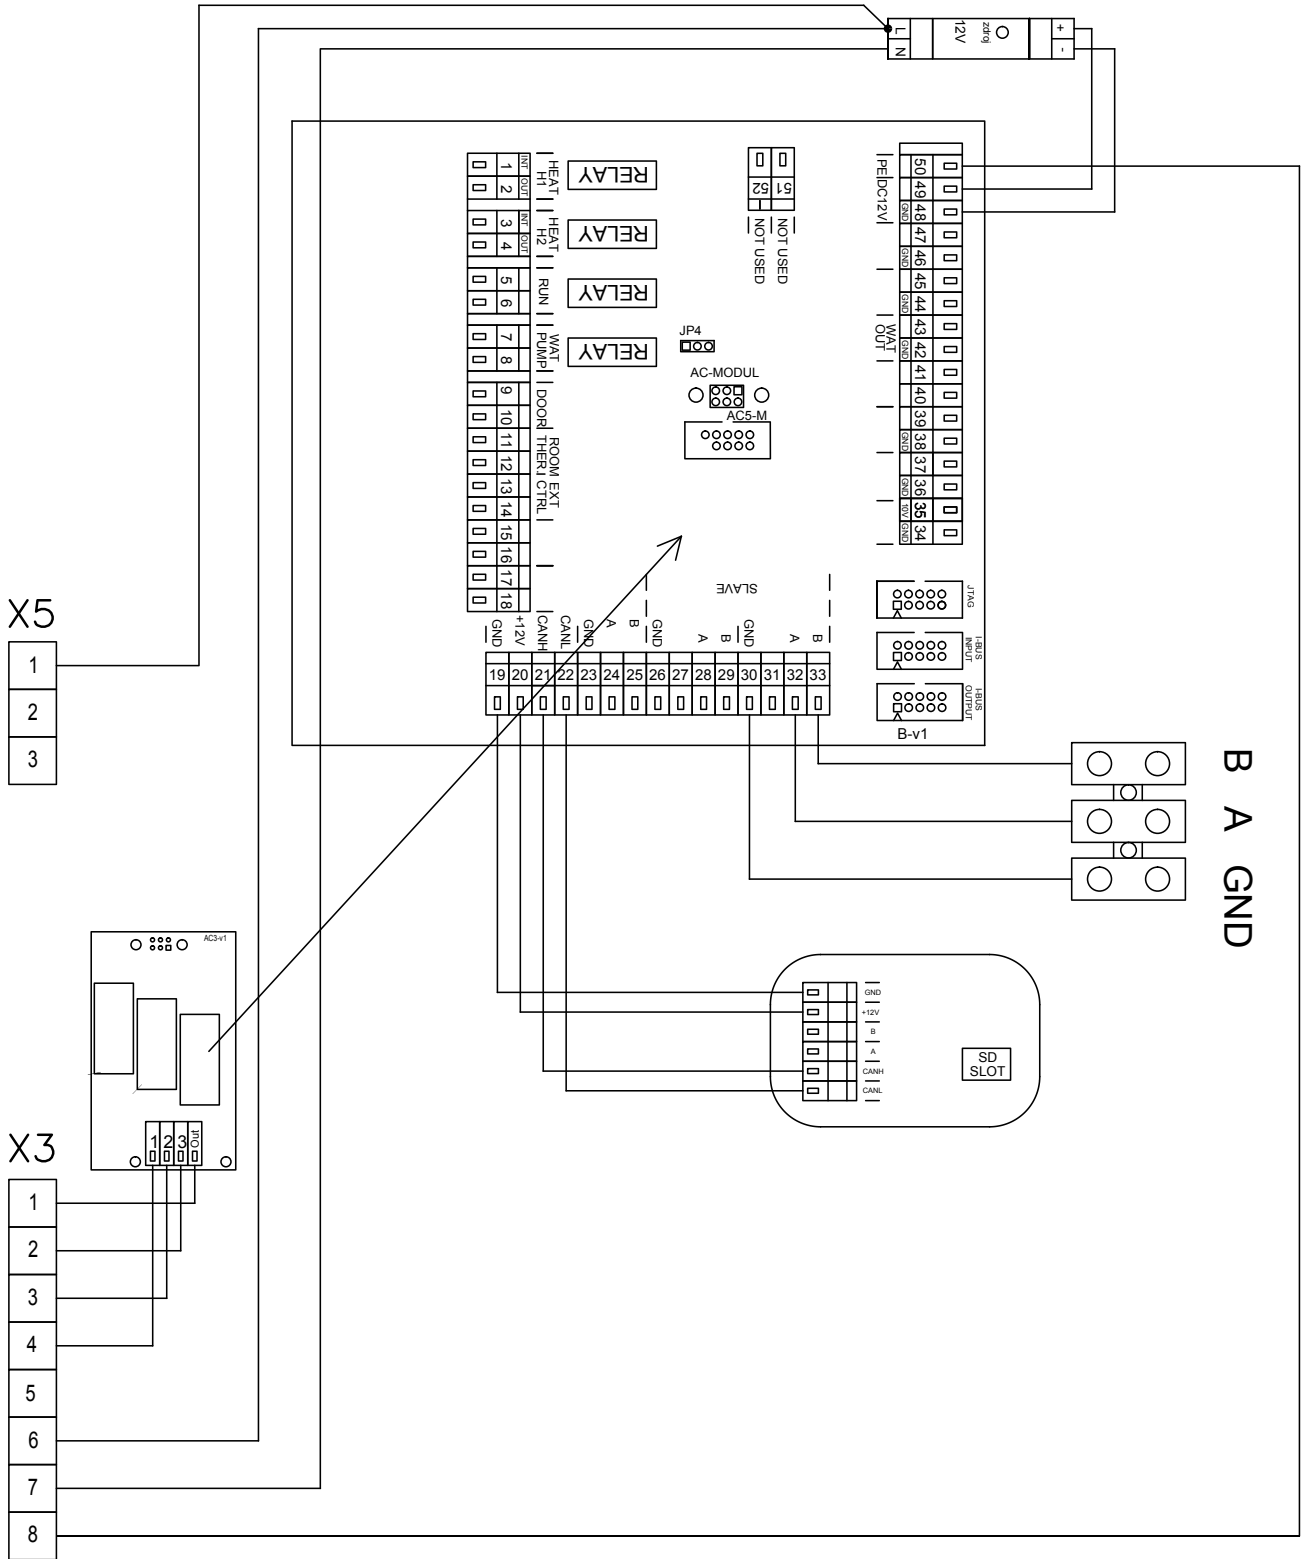 L
N
12V
zdroj
+
-
1
INT
2
OUT
HEAT
H1
RELAY
3
INT
4
OUT
HEAT
H2
RELAY
5
6
RUN
RELAY
7
8
WAT
PUMP
RELAY
9
10
DOOR
11
12
ROOM
THER.
13
14
EXT
CTRL
15
16
17
18
52
51
NOT USED
NOT USED
JP4
AC-MODUL
AC5-M
PE
DC12V
50
49
48
GND
47
46
GND
45
44
GND
43
42
GND
WAT
OUT
41
40
39
38
GND
37
36
GND
35
10V
34
GND
SLAVE
JTAG
I-BUS
INPUT
I-BUS
OUTPUT
B-v1
GND
+12V
CANH
CANL
GND
A
B
GND
A
B
GND
A
B
19 20 21 22 23 24 25 26 27 28 29 30 31 32 33
X5
1
2
3
B
A
GND
AC3-v1
1 2 3 Out
GND
+12V
B
A
CANH
CANL
SD
SLOT
X3
1
2
3
4
5
6
7
8